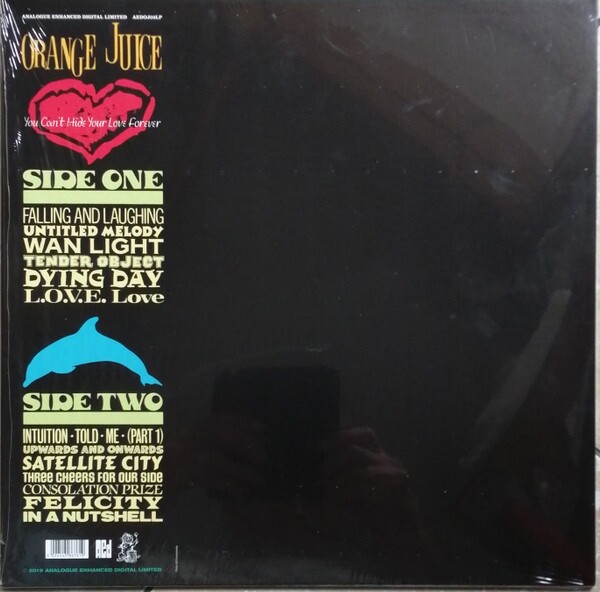 ANALOGUE ENHANCED DIGITAL LIMITED AEDOJ01LP
ORANGE JUICE
You Can't Hide Your Love Forever
SIDE ONE
FALLING AND LAUGHING
UNTITLED MELODY
WAN LIGHT
TENDER OBJECT
DYING DAY
L.O.V.E. Love
SIDE TWO
INTUITION · TOLD · ME · (PART 1)
UPWARDS AND ONWARDS
SATELLITE CITY
THREE CHEERS FOR OUR SIDE
CONSOLATION PRIZE
FELICITY
IN A NUTSHELL
AED
© 2019 ANALOGUE ENHANCED DIGITAL LIMITED